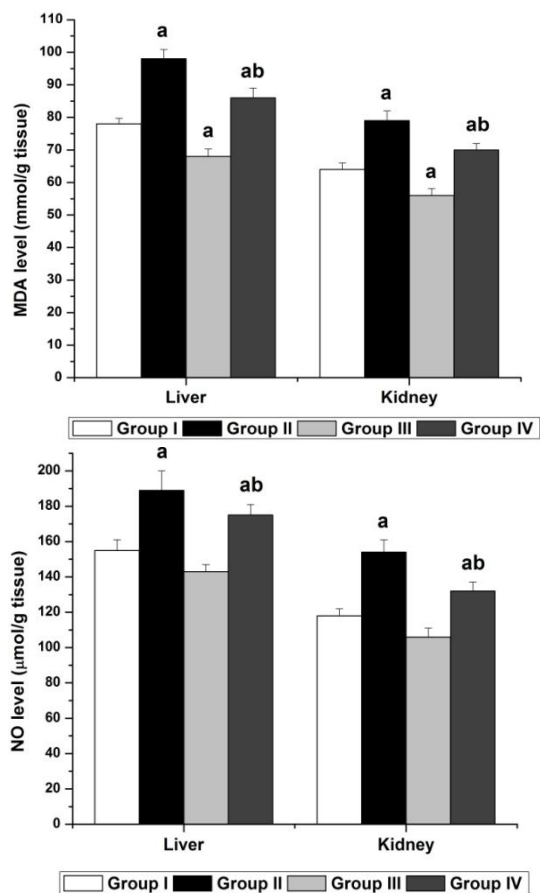 MDA level (mmol/g tissue)
110
100
90
80
70
60
50
40
30
20
10
0
a
a
ab
a
a
ab
Liver Kidney
Group I Group II Group III Group IV
NO level (μmol/g tissue)
200
180
160
140
120
100
80
60
40
20
0
a
ab
a
ab
Liver Kidney
Group I Group II Group III Group IV